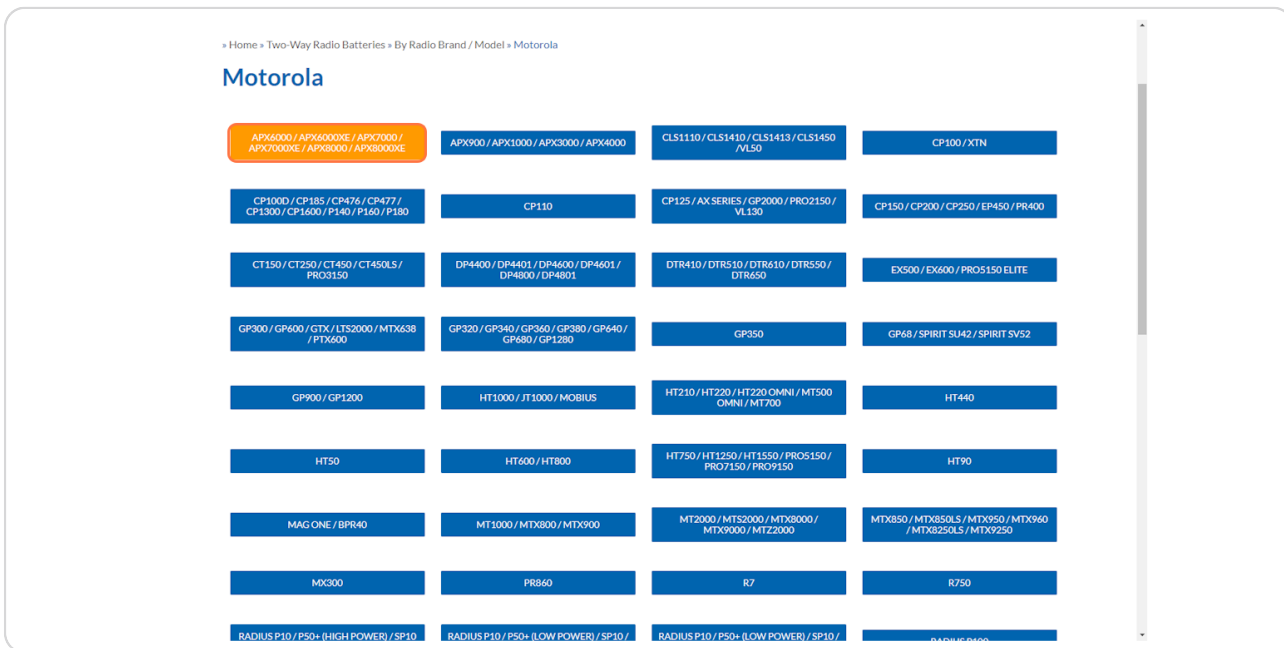 » Home » Two-Way Radio Batteries » By Radio Brand / Model » Motorola
Motorola
APX6000 / APX6000XE / APX7000 /
APX7000XE / APX8000 / APX8000XE
APX900 / APX1000 / APX3000 / APX4000
CLS1110 / CLS1410 / CLS1413 / CLS1450
/VL50
CP100 / XTN
CP100D / CP185 / CP476 / CP477 /
CP1300 / CP1600 / P140 / P160 / P180
CP110
CP125 / AX SERIES / GP2000 / PRO2150 /
VL130
CP150 / CP200 / CP250 / EP450 / PR400
CT150 / CT250 / CT450 / CT450LS /
PRO3150
DP4400 / DP4401 / DP4600 / DP4601 /
DP4800 / DP4801
DTR410 / DTR510 / DTR610 / DTR550 /
DTR650
EX500 / EX600 / PRO5150 ELITE
GP300 / GP600 / GTX / LTS2000 / MTX638
/ PTX600
GP320 / GP340 / GP360 / GP380 / GP640 /
GP680 / GP1280
GP350
GP68 / SPIRIT SU42 / SPIRIT SV52
GP900 / GP1200
HT1000 / JT1000 / MOBIUS
HT210 / HT220 / HT220 OMNI / MT500
OMNI / MT700
HT440
HT50
HT600 / HT800
HT750 / HT1250 / HT1550 / PRO5150 /
PRO7150 / PRO9150
HT90
MAG ONE / BPR40
MT1000 / MTX800 / MTX900
MT2000 / MTS2000 / MTX8000 /
MTX9000 / MTZ2000
MTX850 / MTX850LS / MTX950 / MTX960
/ MTX8250LS / MTX9250
MX300
PR860
R7
R750
RADIUS P10 / P50+ (HIGH POWER) / SP10
RADIUS P10 / P50+ (LOW POWER) / SP10 /
RADIUS P10 / P50+ (LOW POWER) / SP10 /
RADIUS P100